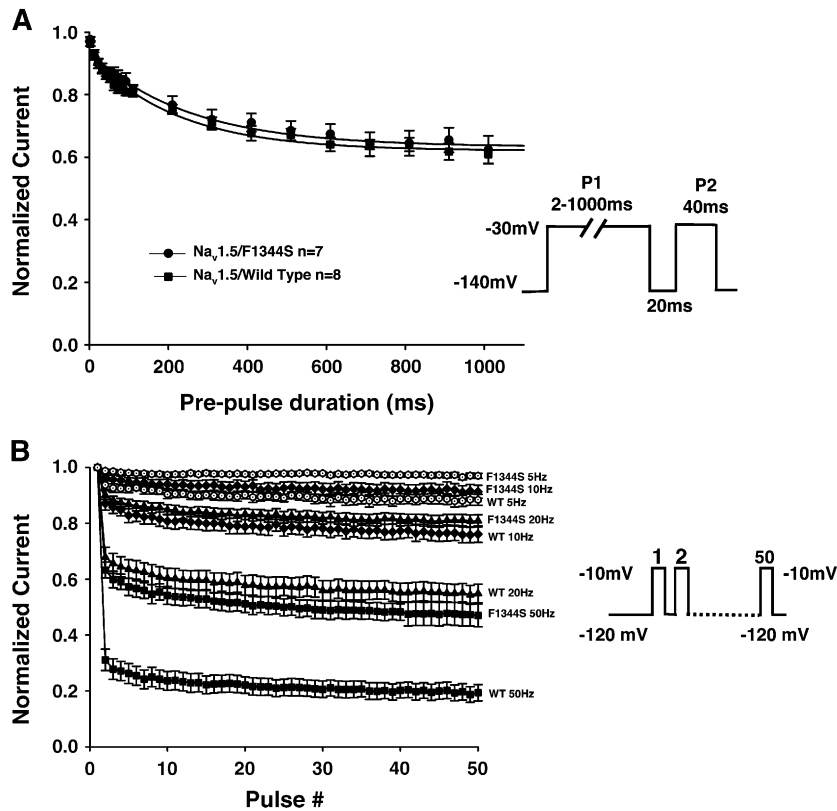 A
Normalized Current
1.0
0.8
0.6
0.4
0.2
0.0
0
200
400
600
800
1000
Pre-pulse duration (ms)
Nav1.5/F1344S n=7
Nav1.5/Wild Type n=8
P1
2-1000ms
P2
40ms
-30mV
-140mV
20ms
B
Normalized Current
1.0
0.8
0.6
0.4
0.2
0.0
0
10
20
30
40
50
Pulse #
F1344S 5Hz
F1344S 10Hz
WT 5Hz
F1344S 20Hz
WT 10Hz
WT 20Hz
F1344S 50Hz
WT 50Hz
1
2
50
-10mV
-10mV
-120 mV
-120 mV